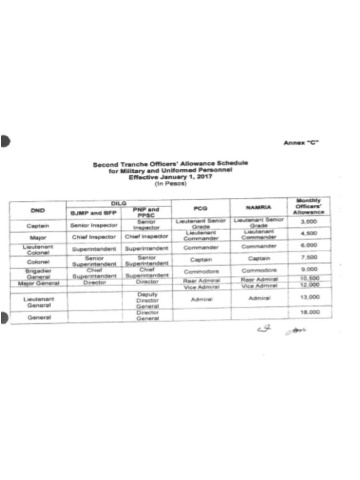 Annex "C"
Second Tranche Officers' Allowance Schedule
for Military and Uniformed Personnel
Effective January 1, 2017
(In Pesos)
DND DILG PCG NAMRIA Monthly Officers' Allowance
BJMP and BFP PNP and PPSC
Captain Senior Inspector Senior Inspector Lieutenant Senior Grade Lieutenant Senior Grade 3,000
Major Chief Inspector Chief Inspector Lieutenant Commander Lieutenant Commander 4,500
Lieutenant Colonel Superintendent Superintendent Commander Commander 6,000
Colonel Senior Superintendent Senior Superintendent Captain Captain 7,500
Brigadier General Chief Superintendent Chief Superintendent Commodore Commodore 9,000
Major General Director Director Rear Admiral Rear Admiral 10,500
Vice Admiral Vice Admiral 12,000
Lieutenant General Deputy Director General Admiral Admiral 13,000
General Director General 18,000